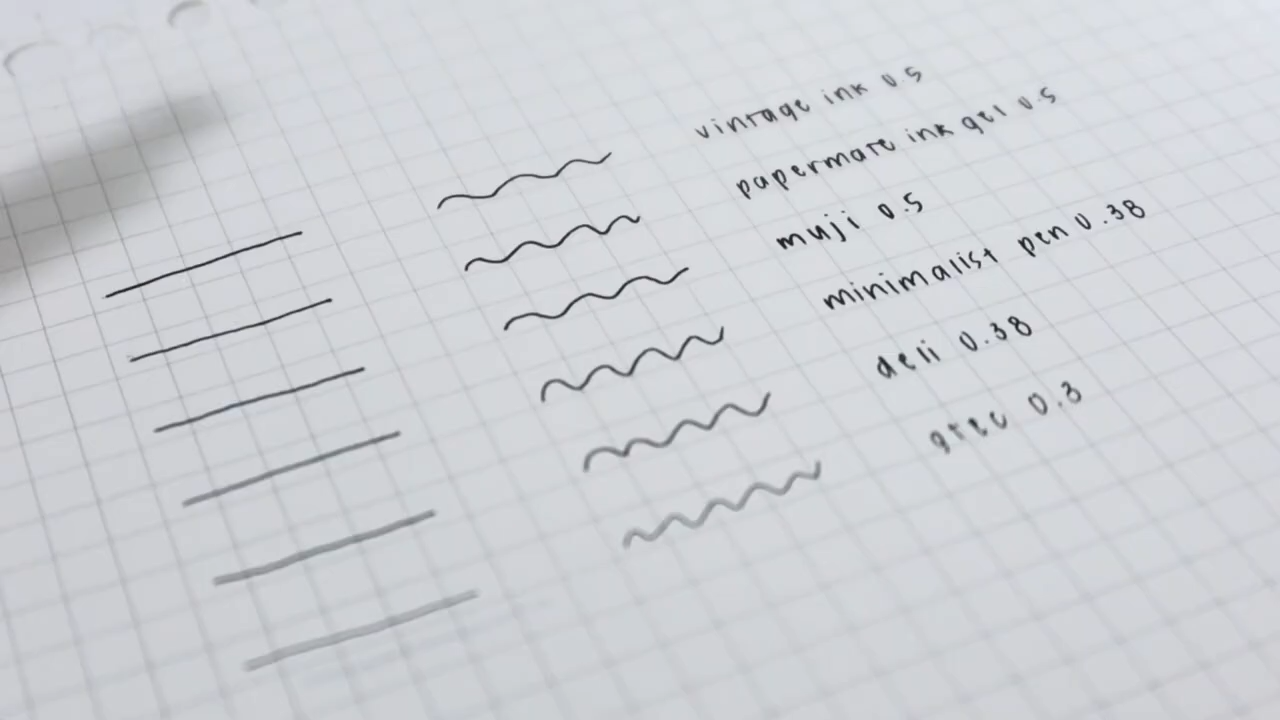 vintage ink 0.5
papermate ink gel 0.5
muji 0.5
minimalist pen 0.38
deli 0.38
gtec 0.3